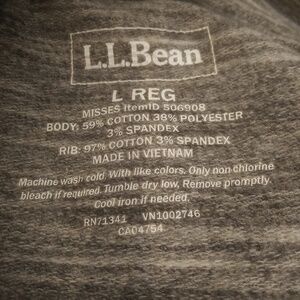 L.L.Bean
L REG
MISSES ItemID 506908
BODY: 59% COTTON 38% POLYESTER
3% SPANDEX
RIB: 97% COTTON 3% SPANDEX
MADE IN VIETNAM
Machine wash cold. With like colors. Only non chlorine
bleach if required. Tumble dry low. Remove promptly.
Cool iron if needed.
RN71341 VN1002746
CA04754